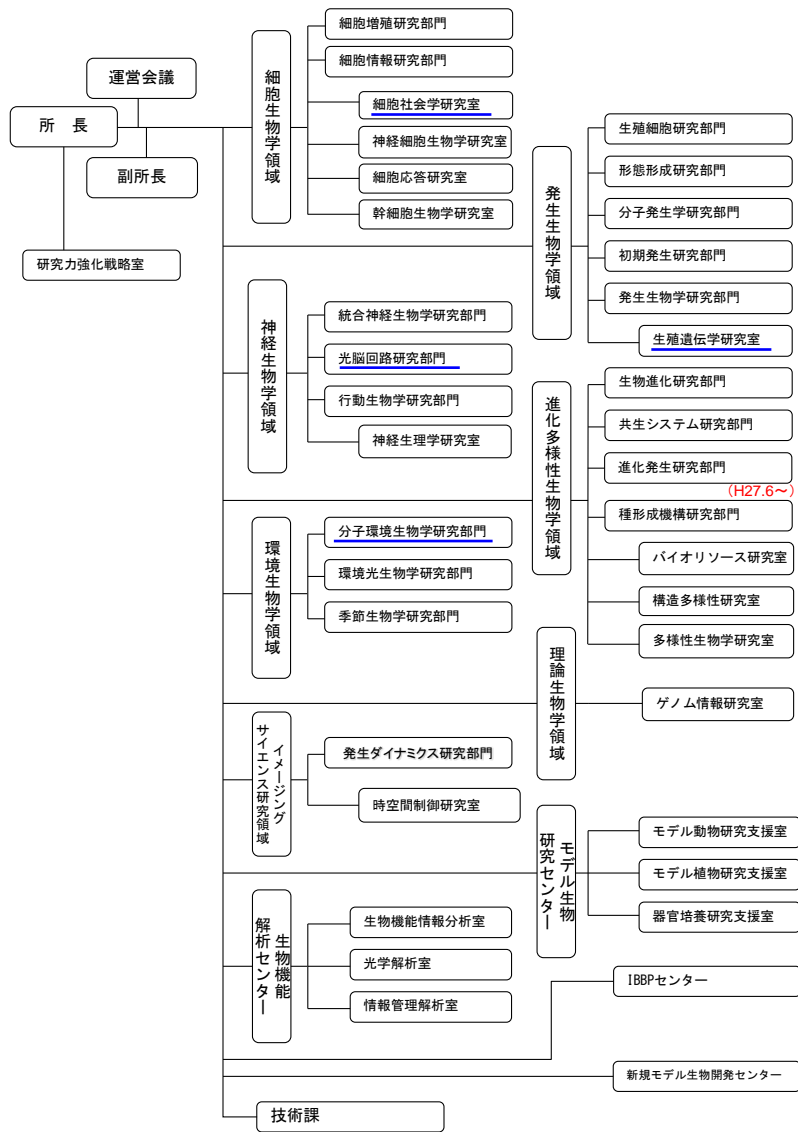 運営会議
所　長
副所長
研究力強化戦略室
細胞生物学領域
細胞増殖研究部門
細胞情報研究部門
細胞社会学研究室
神経細胞生物学研究室
細胞応答研究室
幹細胞生物学研究室
発生生物学領域
生殖細胞研究部門
形態形成研究部門
分子発生学研究部門
初期発生研究部門
発生生物学研究部門
生殖遺伝学研究室
神経生物学領域
統合神経生物学研究部門
光脳回路研究部門
行動生物学研究部門
神経生理学研究室
進化多様性生物学領域
生物進化研究部門
共生システム研究部門
進化発生研究部門
(H27.6～)
種形成機構研究部門
バイオリソース研究室
構造多様性研究室
多様性生物学研究室
環境生物学領域
分子環境生物学研究部門
環境光生物学研究部門
季節生物学研究部門
理論生物学領域
ゲノム情報研究室
イメージング
サイエンス研究領域
発生ダイナミクス研究部門
時空間制御研究室
モデル生物
研究センター
モデル動物研究支援室
モデル植物研究支援室
器官培養研究支援室
生物機能
解析センター
生物機能情報分析室
光学解析室
情報管理解析室
IBBPセンター
新規モデル生物開発センター
技術課